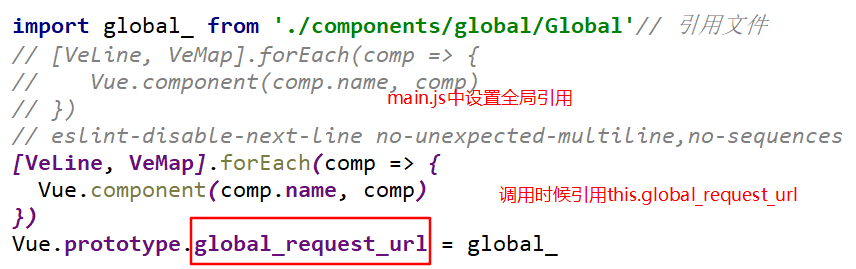 import global_ from './components/global/Global'// 引用文件
// [VeLine, VeMap].forEach(comp => {
//    Vue.component(comp.name, comp)
main.js中设置全局引用
// })
// eslint-disable-next-line no-unexpected-multiline,no-sequences
[VeLine, VeMap].forEach(comp => {
  Vue.component(comp.name, comp)
调用时候引用this.global_request_url
})
Vue.prototype.global_request_url = global_